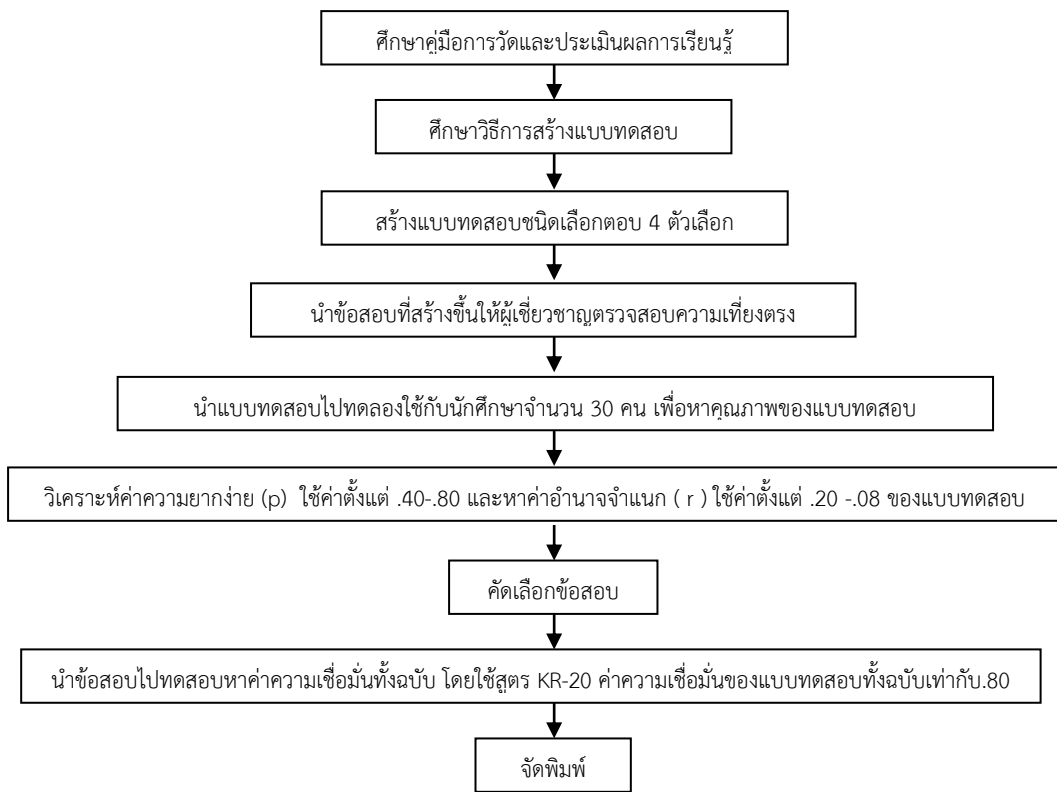 ศึกษาคู่มือการวัดและประเมินผลการเรียนรู้
ศึกษาวิธีการสร้างแบบทดสอบ
สร้างแบบทดสอบชนิดเลือกตอบ 4 ตัวเลือก
นำข้อสอบที่สร้างขึ้นให้ผู้เชี่ยวชาญตรวจสอบความเที่ยงตรง
นำแบบทดสอบไปทดลองใช้กับนักศึกษาจำนวน 30 คน เพื่อหาคุณภาพของแบบทดสอบ
วิเคราะห์ค่าความยากง่าย (p) ใช้ค่าตั้งแต่ .40-.80 และหาค่าอำนาจจำแนก ( r ) ใช้ค่าตั้งแต่ .20 -.08 ของแบบทดสอบ
คัดเลือกข้อสอบ
นำข้อสอบไปทดสอบหาค่าความเชื่อมั่นทั้งฉบับ โดยใช้สูตร KR-20 ค่าความเชื่อมั่นของแบบทดสอบทั้งฉบับเท่ากับ.80
จัดพิมพ์